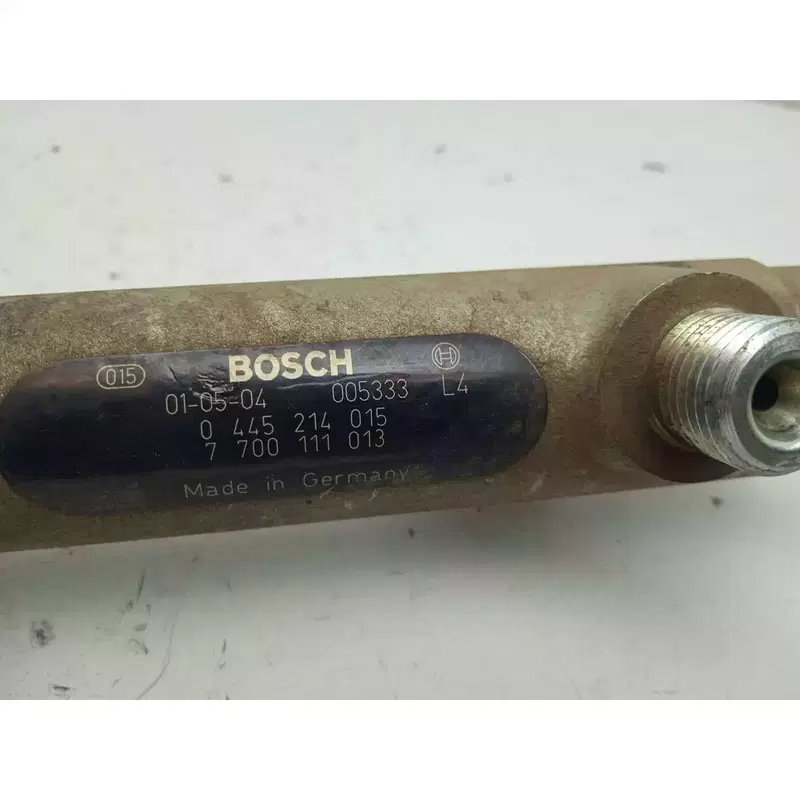 015 BOSCH
01-05-04 005333 L4
0 445 214 015
7 700 111 013
Made in Germany